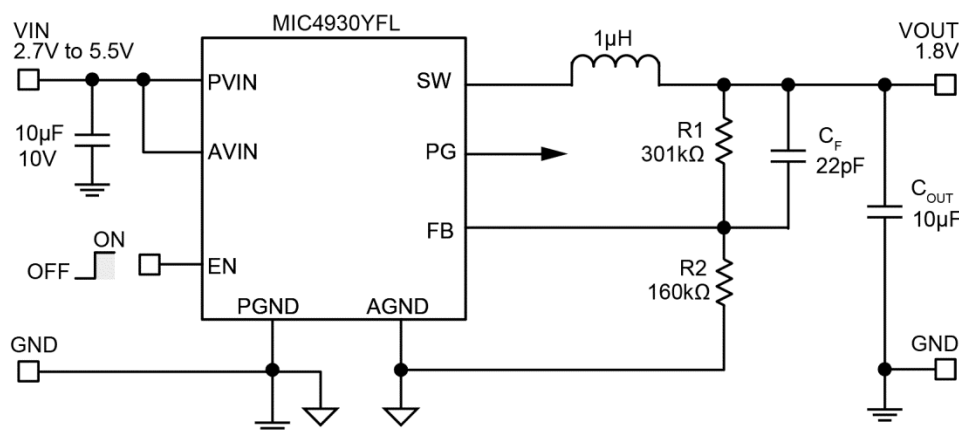 MIC4930YFL
VIN
2.7V to 5.5V
1µH
VOUT
1.8V
PVIN
SW
10µF
10V
AVIN
PG
R1
301kΩ
C_F
22pF
C_OUT
10µF
FB
ON
OFF
EN
R2
160kΩ
PGND
AGND
GND
GND